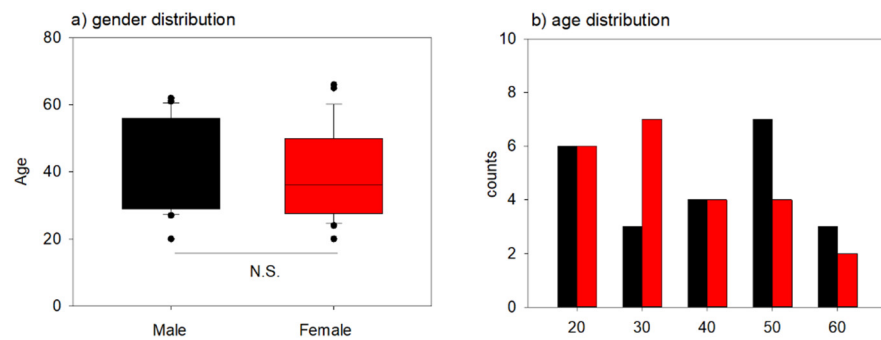 a) gender distribution
80
60
40
20
0
Age
Male
Female
N.S.
b) age distribution
10
8
6
4
2
0
counts
20
30
40
50
60